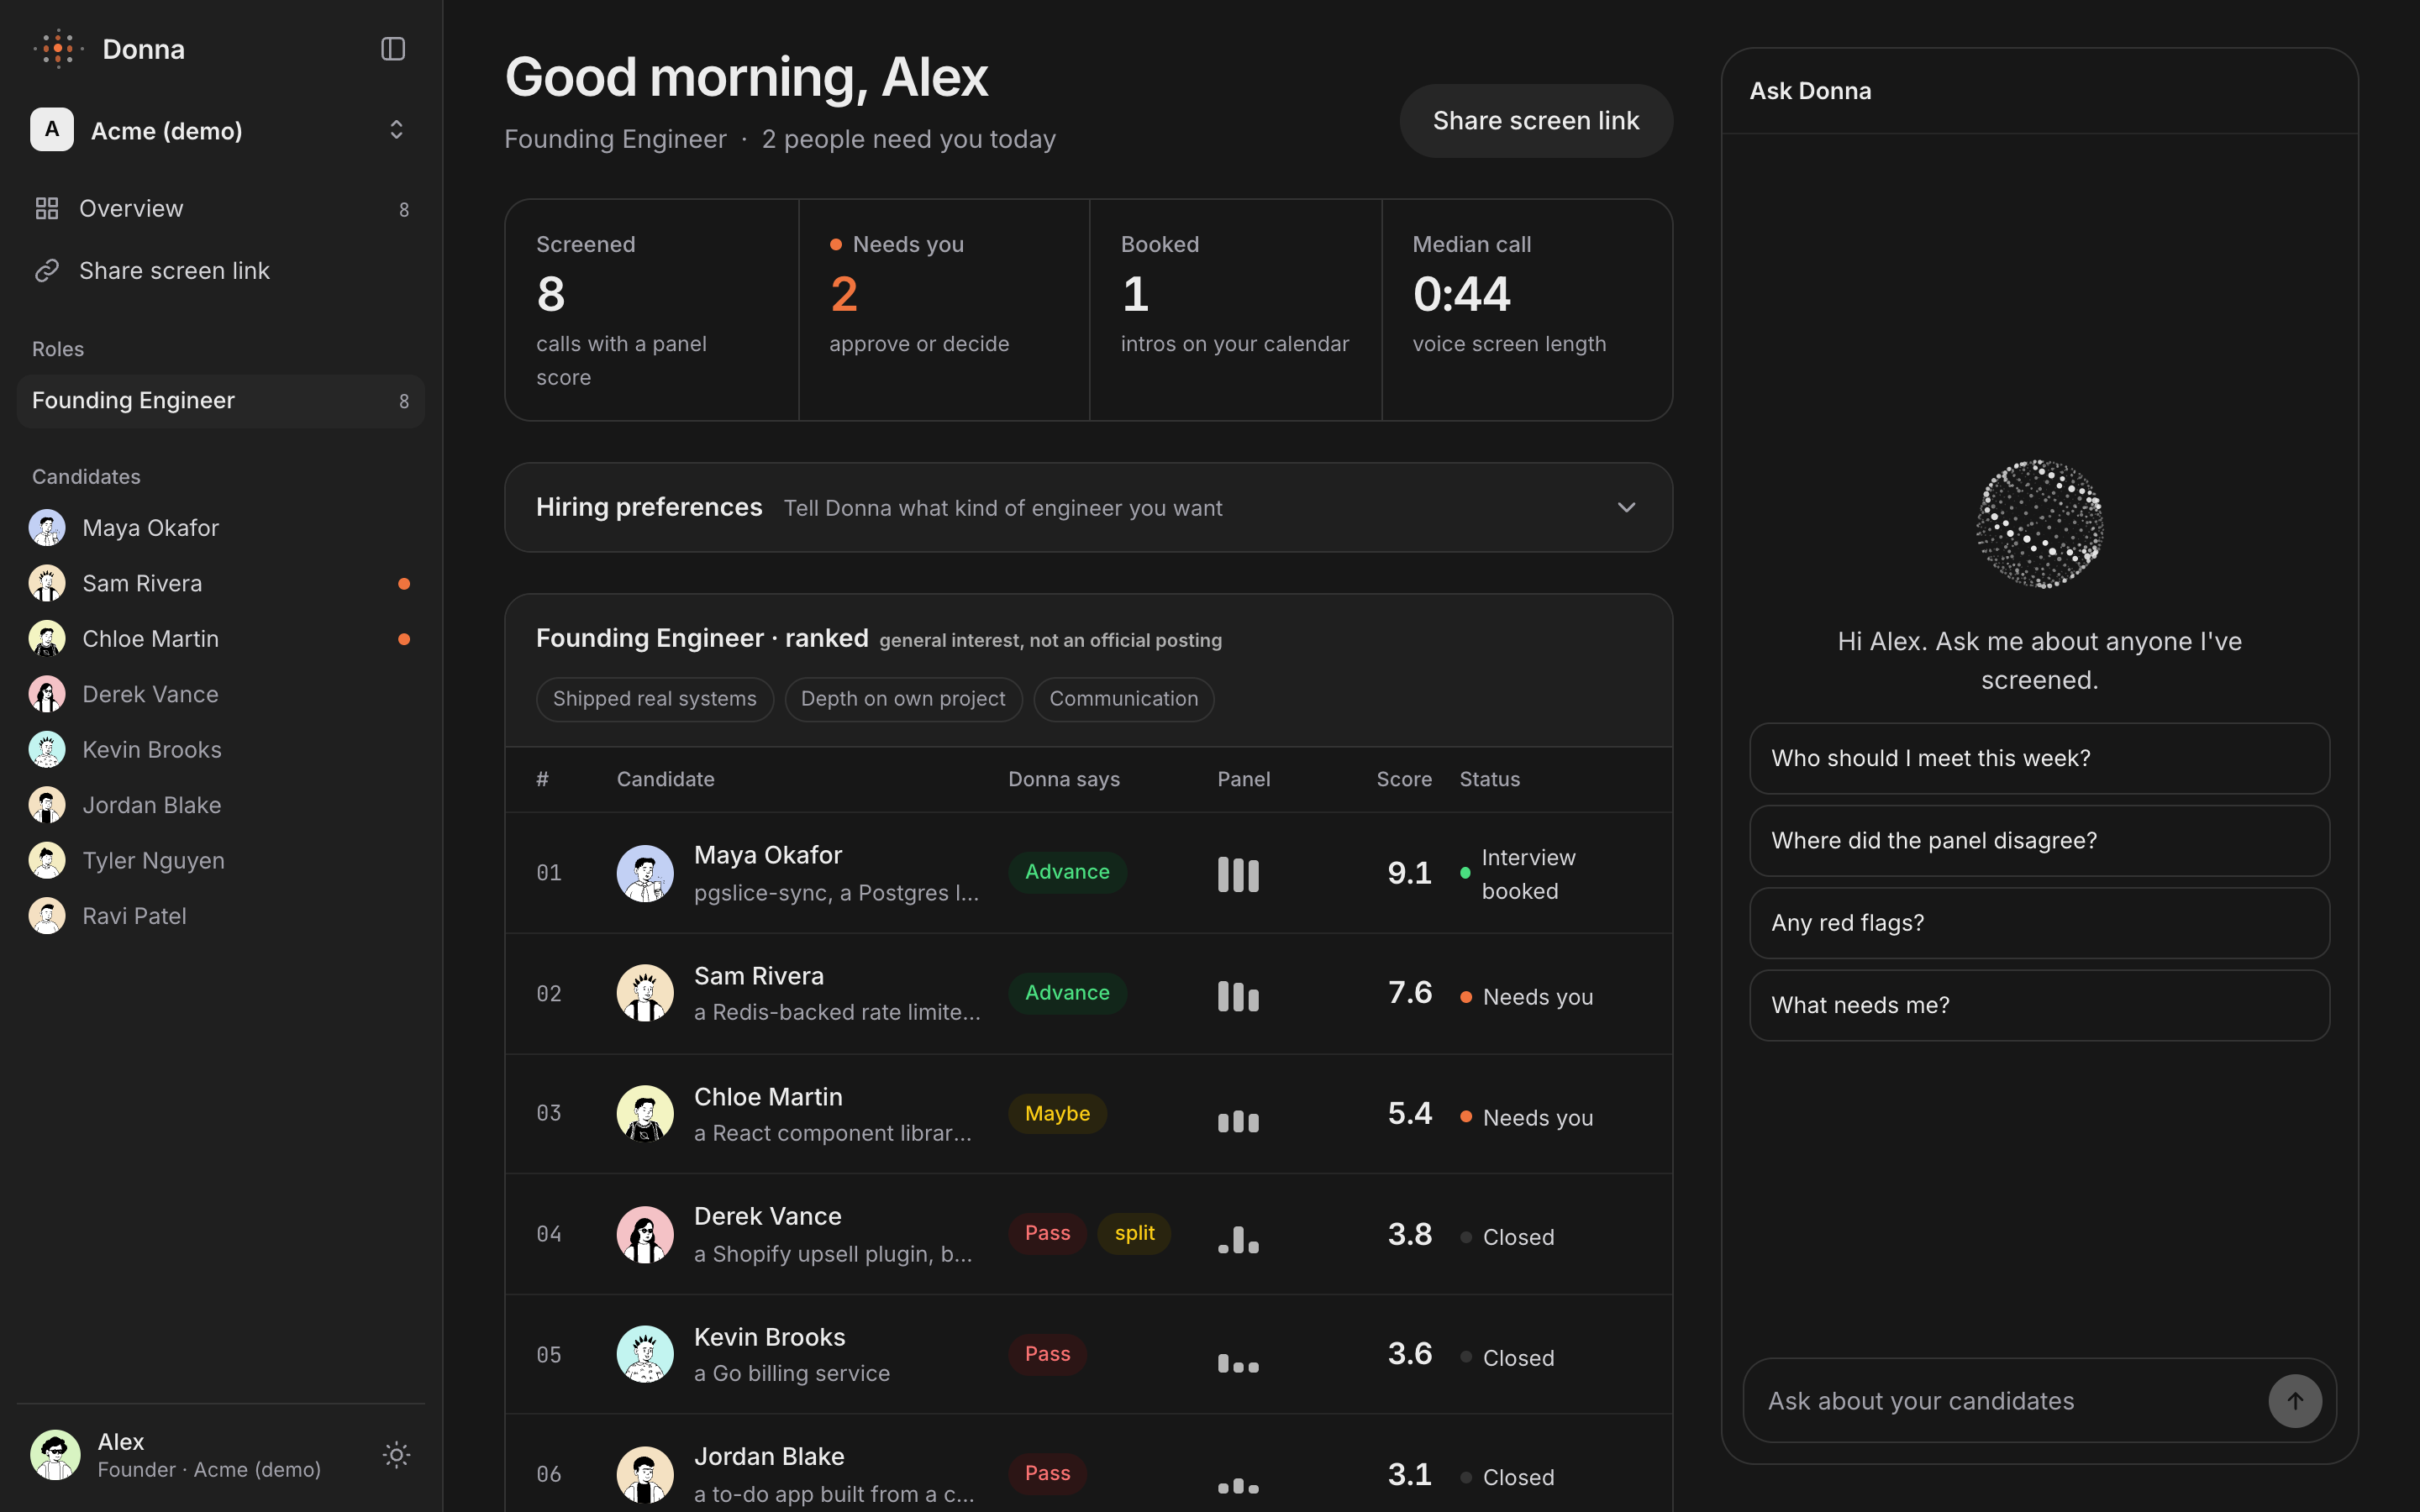 Donna
A
Acme (demo)
Overview 8
Share screen link
Roles
Founding Engineer 8
Candidates
Maya Okafor
Sam Rivera
Chloe Martin
Derek Vance
Kevin Brooks
Jordan Blake
Tyler Nguyen
Ravi Patel
Alex
Founder · Acme (demo)
Good morning, Alex
Founding Engineer · 2 people need you today
Share screen link
Screened
8
calls with a panel
score
Needs you
2
approve or decide
Booked
1
intros on your calendar
Median call
0:44
voice screen length
Hiring preferences Tell Donna what kind of engineer you want
Founding Engineer · ranked general interest, not an official posting
Shipped real systems Depth on own project Communication
# Candidate Donna says Panel Score Status
01 Maya Okafor Advance 9.1 Interview
pgslice-sync, a Postgres l... booked
02 Sam Rivera Advance 7.6 Needs you
a Redis-backed rate limite...
03 Chloe Martin Maybe 5.4 Needs you
a React component librar...
04 Derek Vance Pass split 3.8 Closed
a Shopify upsell plugin, b...
05 Kevin Brooks Pass 3.6 Closed
a Go billing service
06 Jordan Blake Pass 3.1 Closed
a to-do app built from a c...
Ask Donna
Hi Alex. Ask me about anyone I've
screened.
Who should I meet this week?
Where did the panel disagree?
Any red flags?
What needs me?
Ask about your candidates